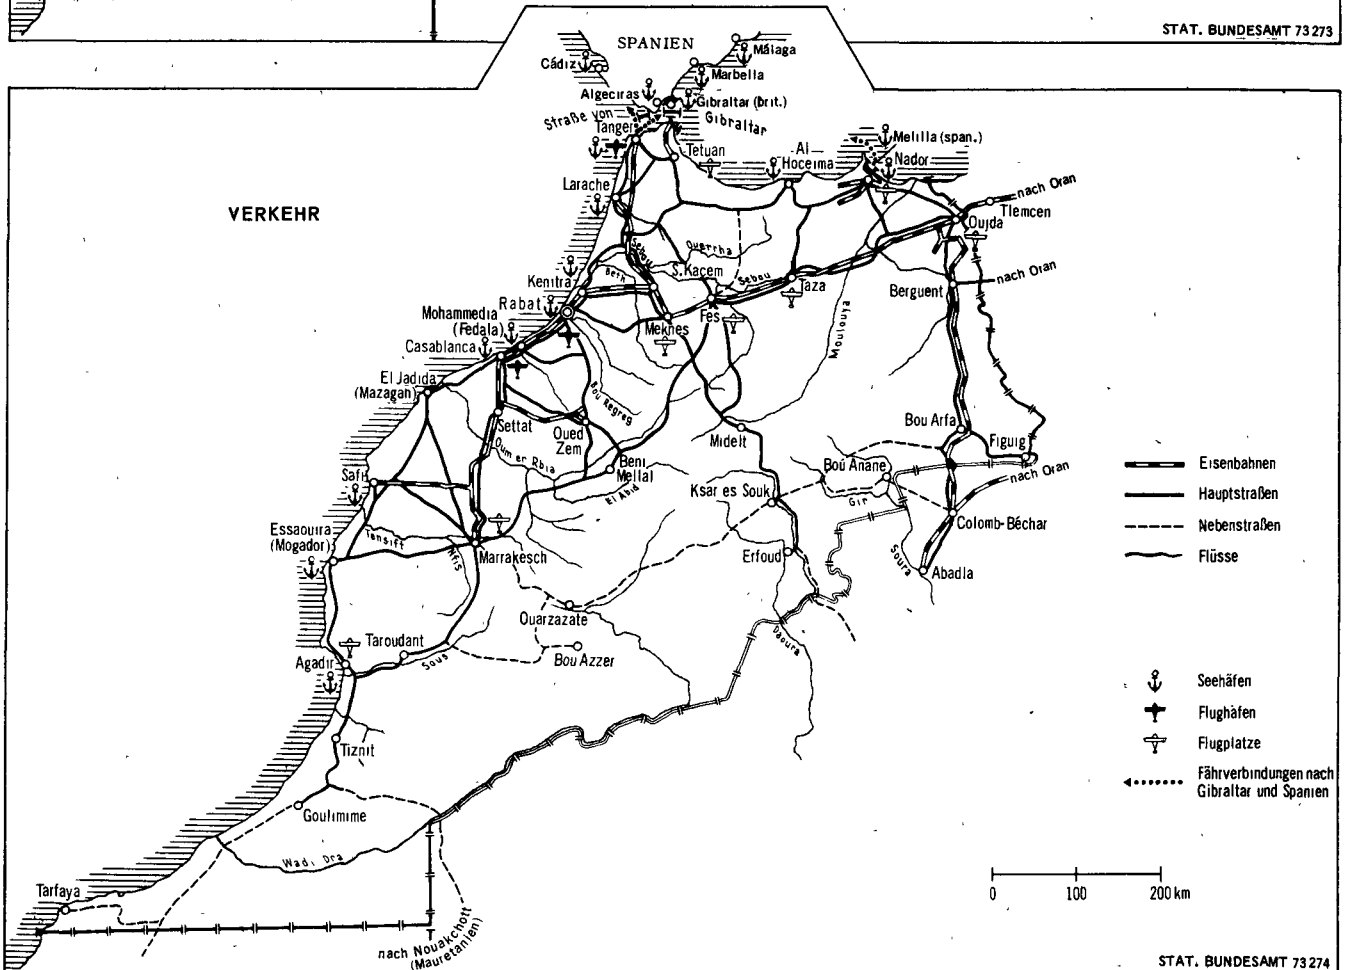 STAT. BUNDESAMT 73 273
SPANIEN
Málaga
Cádiz
Marbella
Algeciras
Gibraltar (brit.)
Straße von
Gibraltar
Tanger
Melilla (span.)
Tetuan
Al
Hoceima
Nador
Larache
nach Oran
Tlemcen
VERKEHR
Oujda
Sebou
Ouerrha
S. Kacem
Beth
Sebou
nach Oran
Kenitra
Taza
Berguent
Rabat
Fes
Mohammedia
(Fedala)
Meknes
Moulouya
Casablanca
El Jadida
(Mazagan)
Bou Regreg
Settat
Oued
Zem
Midelt
Bou Arfa
Figuig
Oum er Rbia
Beni
Mellal
Bou Anane
Eisenbahnen
Safi
El Abid
Ksar es Souk
Gir
nach Oran
Hauptstraßen
Essaouira
(Mogador)
Tensift
Nfis
Marrakesch
Colomb-Béchar
Nebenstraßen
Erfoud
Soura
Abadla
Flüsse
Ouarzazate
Daoura
Taroudant
Sous
Bou Azzer
Agadir
Seehäfen
Flughäfen
Tiznit
Flugplatze
Fährverbindungen nach
Gibraltar und Spanien
Goulimime
Wadi Dra
Tarfaya
0 100 200 km
nach Nouakchott
(Mauretanien)
STAT. BUNDESAMT 73 274